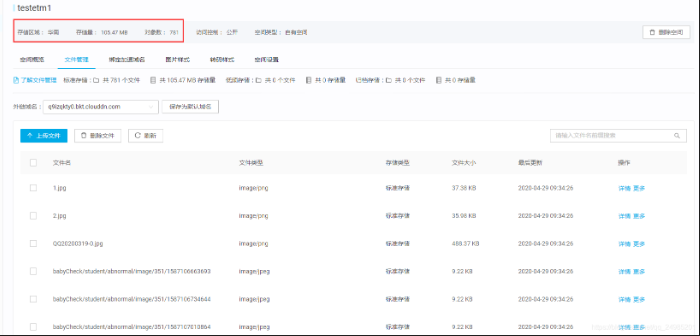 testetm1
存储区域： 华南 存储量： 105.47 MB 对象数： 761 访问控制： 公开 空间类型： 自有空间 删除空间
空间概览 文件管理 绑定加速域名 图片样式 转码样式 空间设置
了解文件管理 标准存储： 共 761 个文件 共 105.47 MB 存储量 低频存储： 共 0 个文件 共 0 存储量 归档存储： 共 0 个文件 共 0 存储量
外链域名： 保存为默认域名
上传文件 删除文件 刷新 请输入文件名前缀搜索
文件名 文件类型 存储类型 文件大小 最后更新 操作
1.jpg image/png 标准存储 37.38 KB 2020-04-29 09:34:26 详情 更多
2.jpg image/png 标准存储 35.98 KB 2020-04-29 09:34:26 详情 更多
QQ20200319-0.jpg image/png 标准存储 488.37 KB 2020-04-29 09:34:26 详情 更多
babyCheck/student/abnormal/image/351/1587106663693 image/jpeg 标准存储 9.22 KB 2020-04-29 09:34:26 详情 更多
babyCheck/student/abnormal/image/351/1587106734644 image/jpeg 标准存储 9.22 KB 2020-04-29 09:34:26 详情 更多
babyCheck/student/abnormal/image/351/1587107613864 image/jpeg 标准存储 9.22 KB 2020-04-29 09:34:26 详情 更多